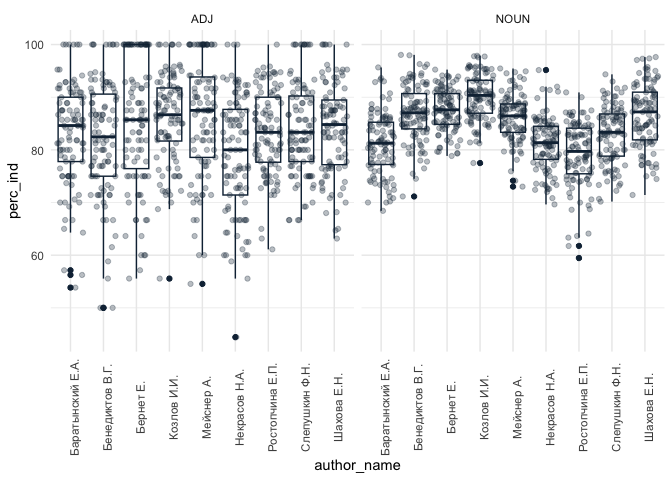 ADJ
NOUN
100
80
60
perc_ind
Баратынский Е.А.
Бенедиктов В.Г.
Бернет Е.
Козлов И.И.
Мейснер А.
Некрасов Н.А.
Ростопчина Е.П.
Слепушкин Ф.Н.
Шахова Е.Н.
Баратынский Е.А.
Бенедиктов В.Г.
Бернет Е.
Козлов И.И.
Мейснер А.
Некрасов Н.А.
Ростопчина Е.П.
Слепушкин Ф.Н.
Шахова Е.Н.
author_name